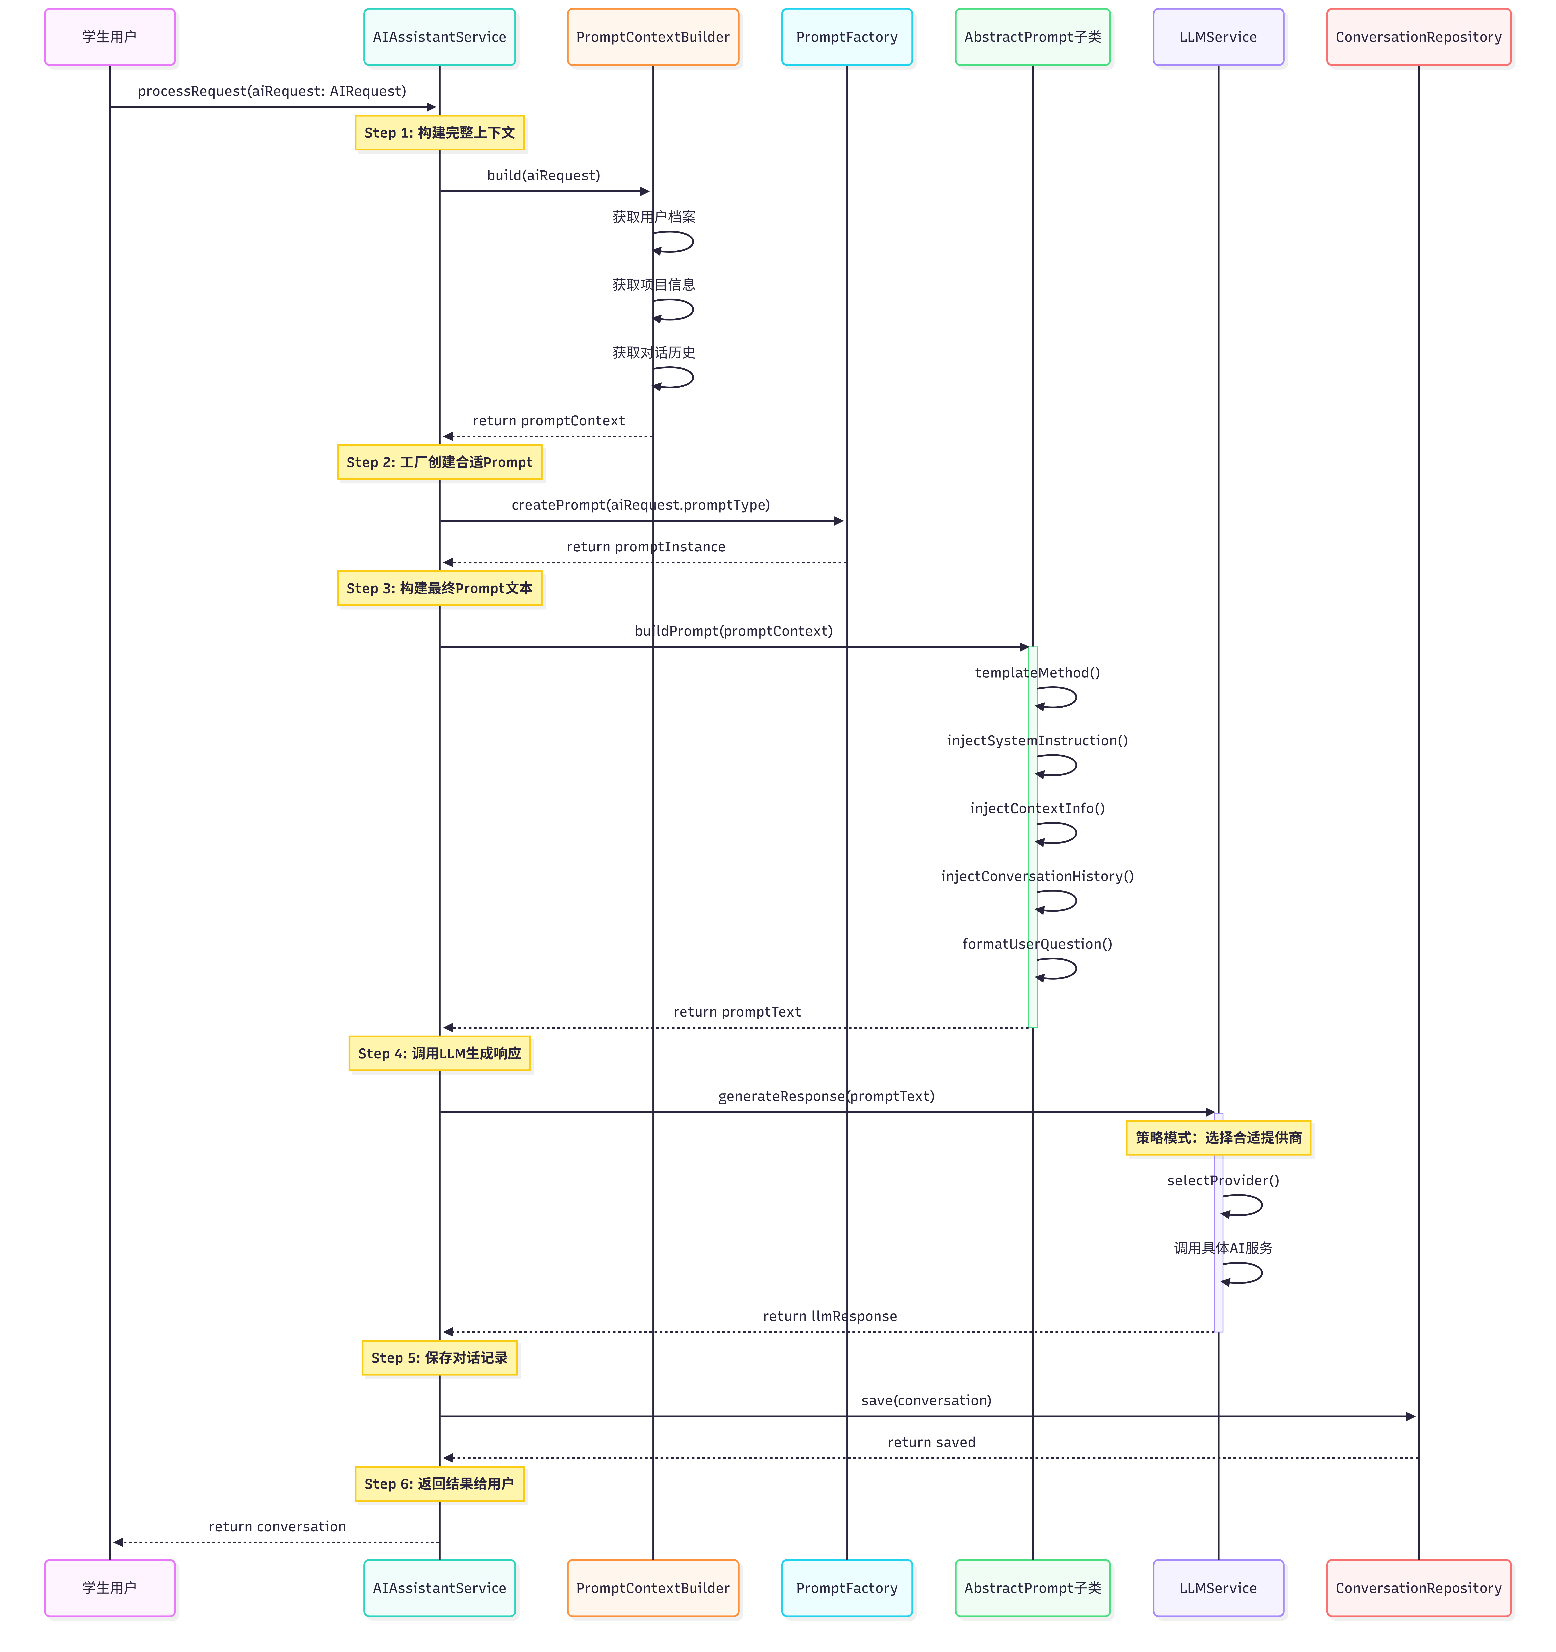 学生用户
AIAssistantService
PromptContextBuilder
PromptFactory
AbstractPrompt子类
LLMService
ConversationRepository
processRequest(aiRequest: AIRequest)
Step 1: 构建完整上下文
build(aiRequest)
获取用户档案
获取项目信息
获取对话历史
return promptContext
Step 2: 工厂创建合适Prompt
createPrompt(aiRequest.promptType)
return promptInstance
Step 3: 构建最终Prompt文本
buildPrompt(promptContext)
templateMethod()
injectSystemInstruction()
injectContextInfo()
injectConversationHistory()
formatUserQuestion()
return promptText
Step 4: 调用LLM生成响应
generateResponse(promptText)
策略模式：选择合适提供商
selectProvider()
调用具体AI服务
return llmResponse
Step 5: 保存对话记录
save(conversation)
return saved
Step 6: 返回结果给用户
return conversation
学生用户
AIAssistantService
PromptContextBuilder
PromptFactory
AbstractPrompt子类
LLMService
ConversationRepository